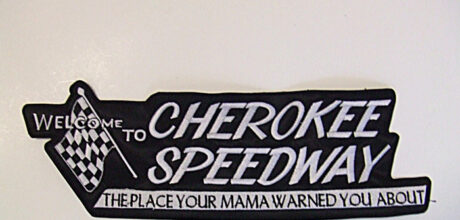 WELCOME
TO CHEROKEE
SPEEDWAY
THE PLACE YOUR MAMA WARNED YOU ABOUT